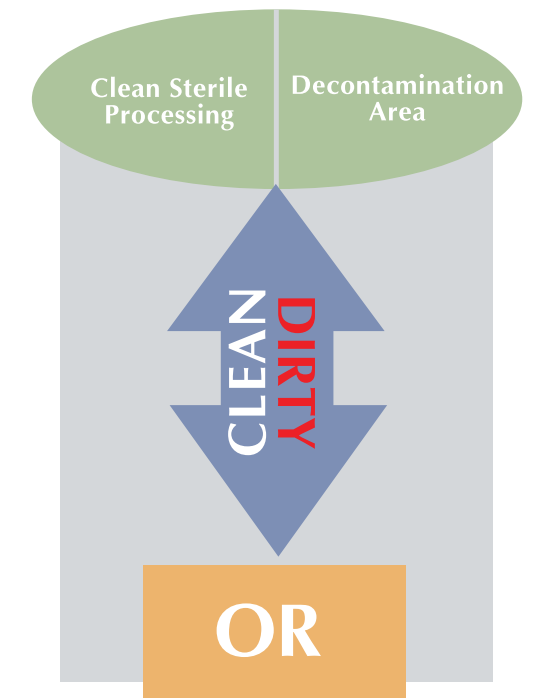 Clean Sterile
Processing
Decontamination
Area
CLEAN
DIRTY
OR